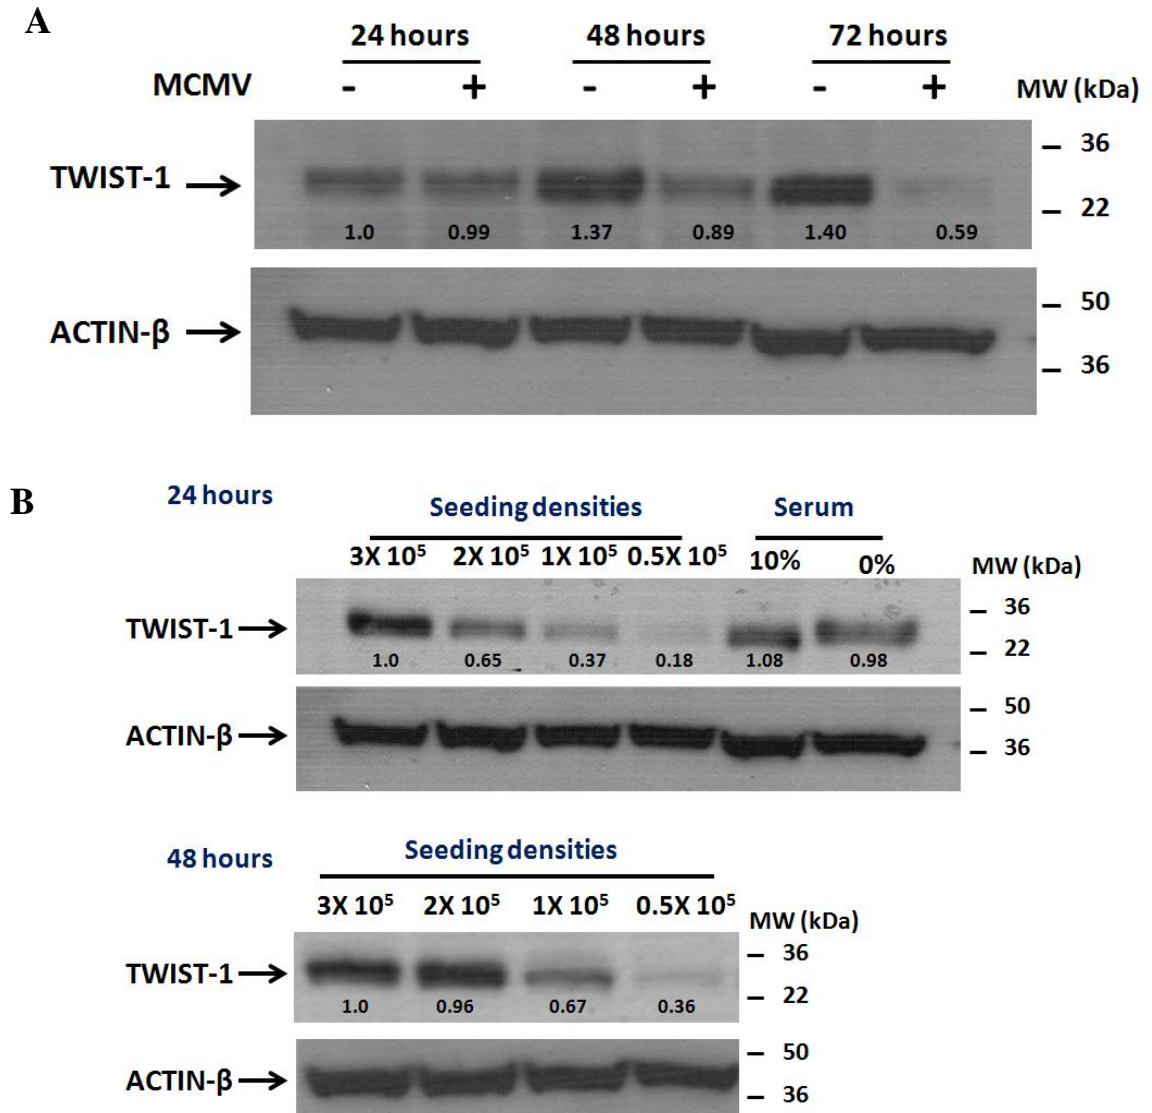 A
24 hours 48 hours 72 hours
MCMV - + - + - + MW (kDa)
36
TWIST-1
22
1.0 0.99 1.37 0.89 1.40 0.59
50
ACTIN-β
36
B
24 hours
Seeding densities Serum
3X 10⁵ 2X 10⁵ 1X 10⁵ 0.5X 10⁵ 10% 0% MW (kDa)
36
TWIST-1
22
1.0 0.65 0.37 0.18 1.08 0.98
50
ACTIN-β
36
48 hours
Seeding densities
3X 10⁵ 2X 10⁵ 1X 10⁵ 0.5X 10⁵
MW (kDa)
36
TWIST-1
22
1.0 0.96 0.67 0.36
50
ACTIN-β
36